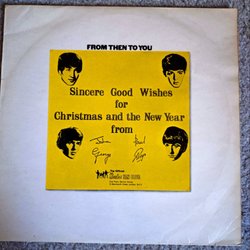 FROM THEN TO YOU
Sincere Good Wishes
for
Christmas and the New Year
from
John Paul
George Ringo
The Official
Beatles